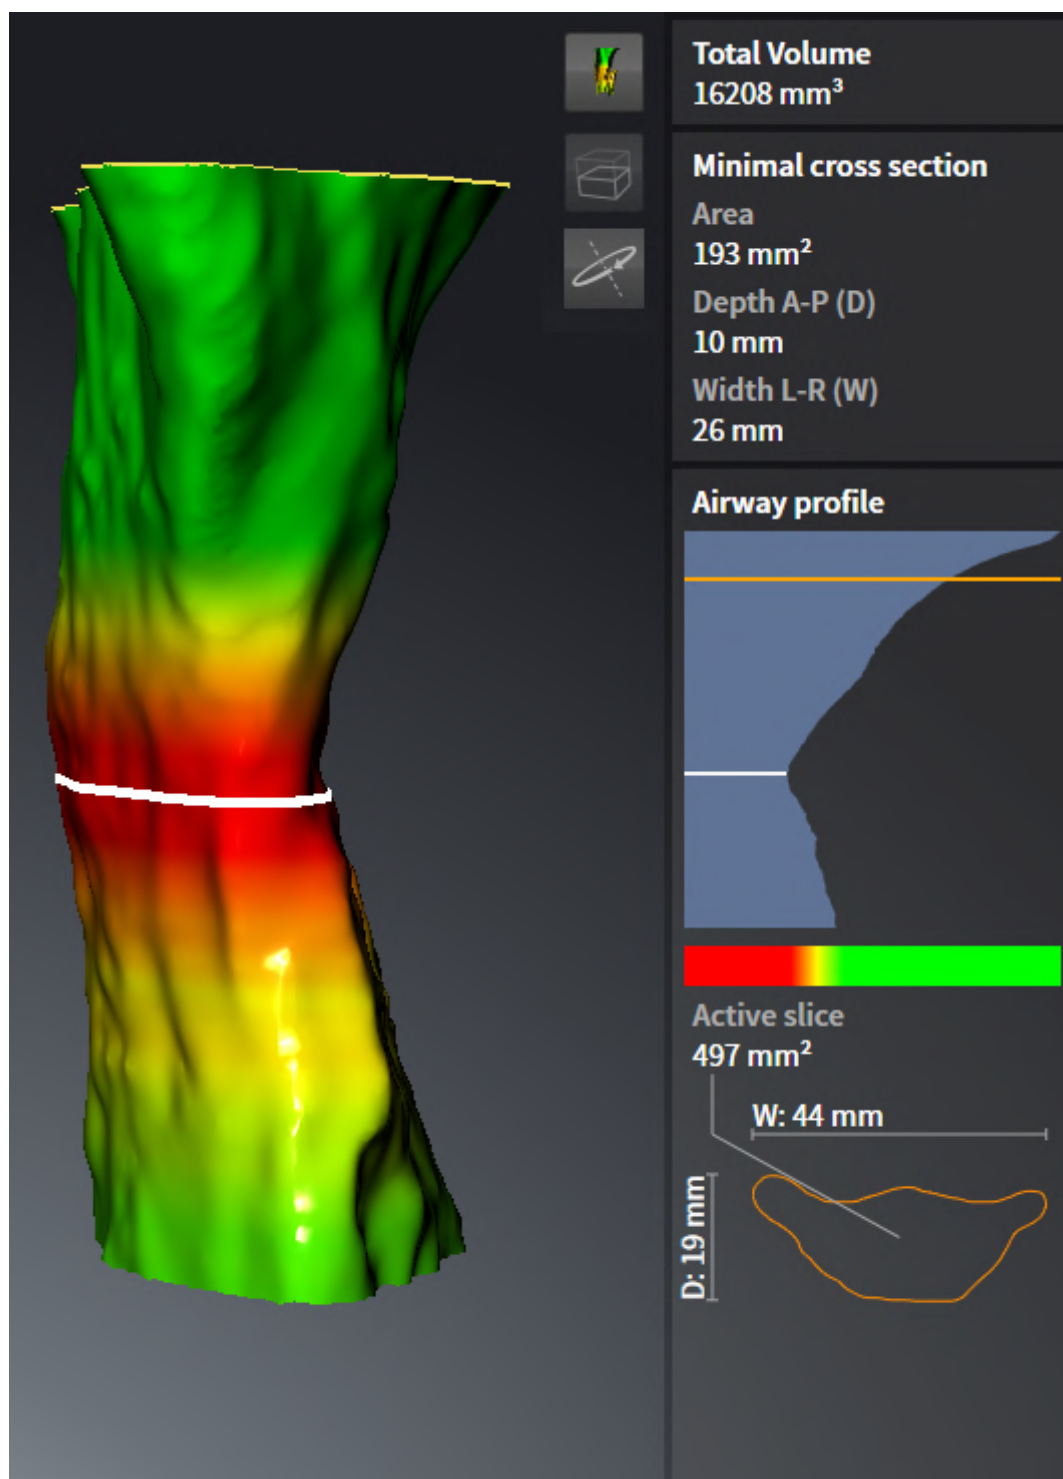 Total Volume
16208 mm³
Minimal cross section
Area
193 mm²
Depth A-P (D)
10 mm
Width L-R (W)
26 mm
Airway profile
Active slice
497 mm²
W: 44 mm
D: 19 mm